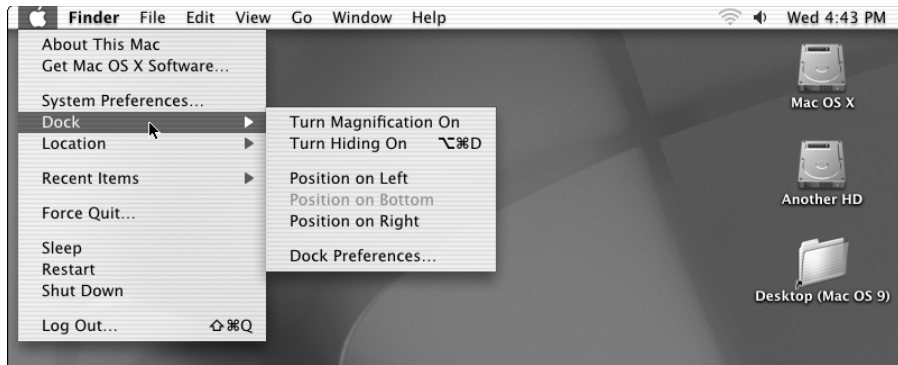 Finder File Edit View Go Window Help Wed 4:43 PM
About This Mac
Get Mac OS X Software...
System Preferences...
Dock
Location
Recent Items
Force Quit...
Sleep
Restart
Shut Down
Log Out... ⇧⌘Q
Turn Magnification On
Turn Hiding On ⌥⌘D
Position on Left
Position on Bottom
Position on Right
Dock Preferences...
Mac OS X
Another HD
Desktop (Mac OS 9)